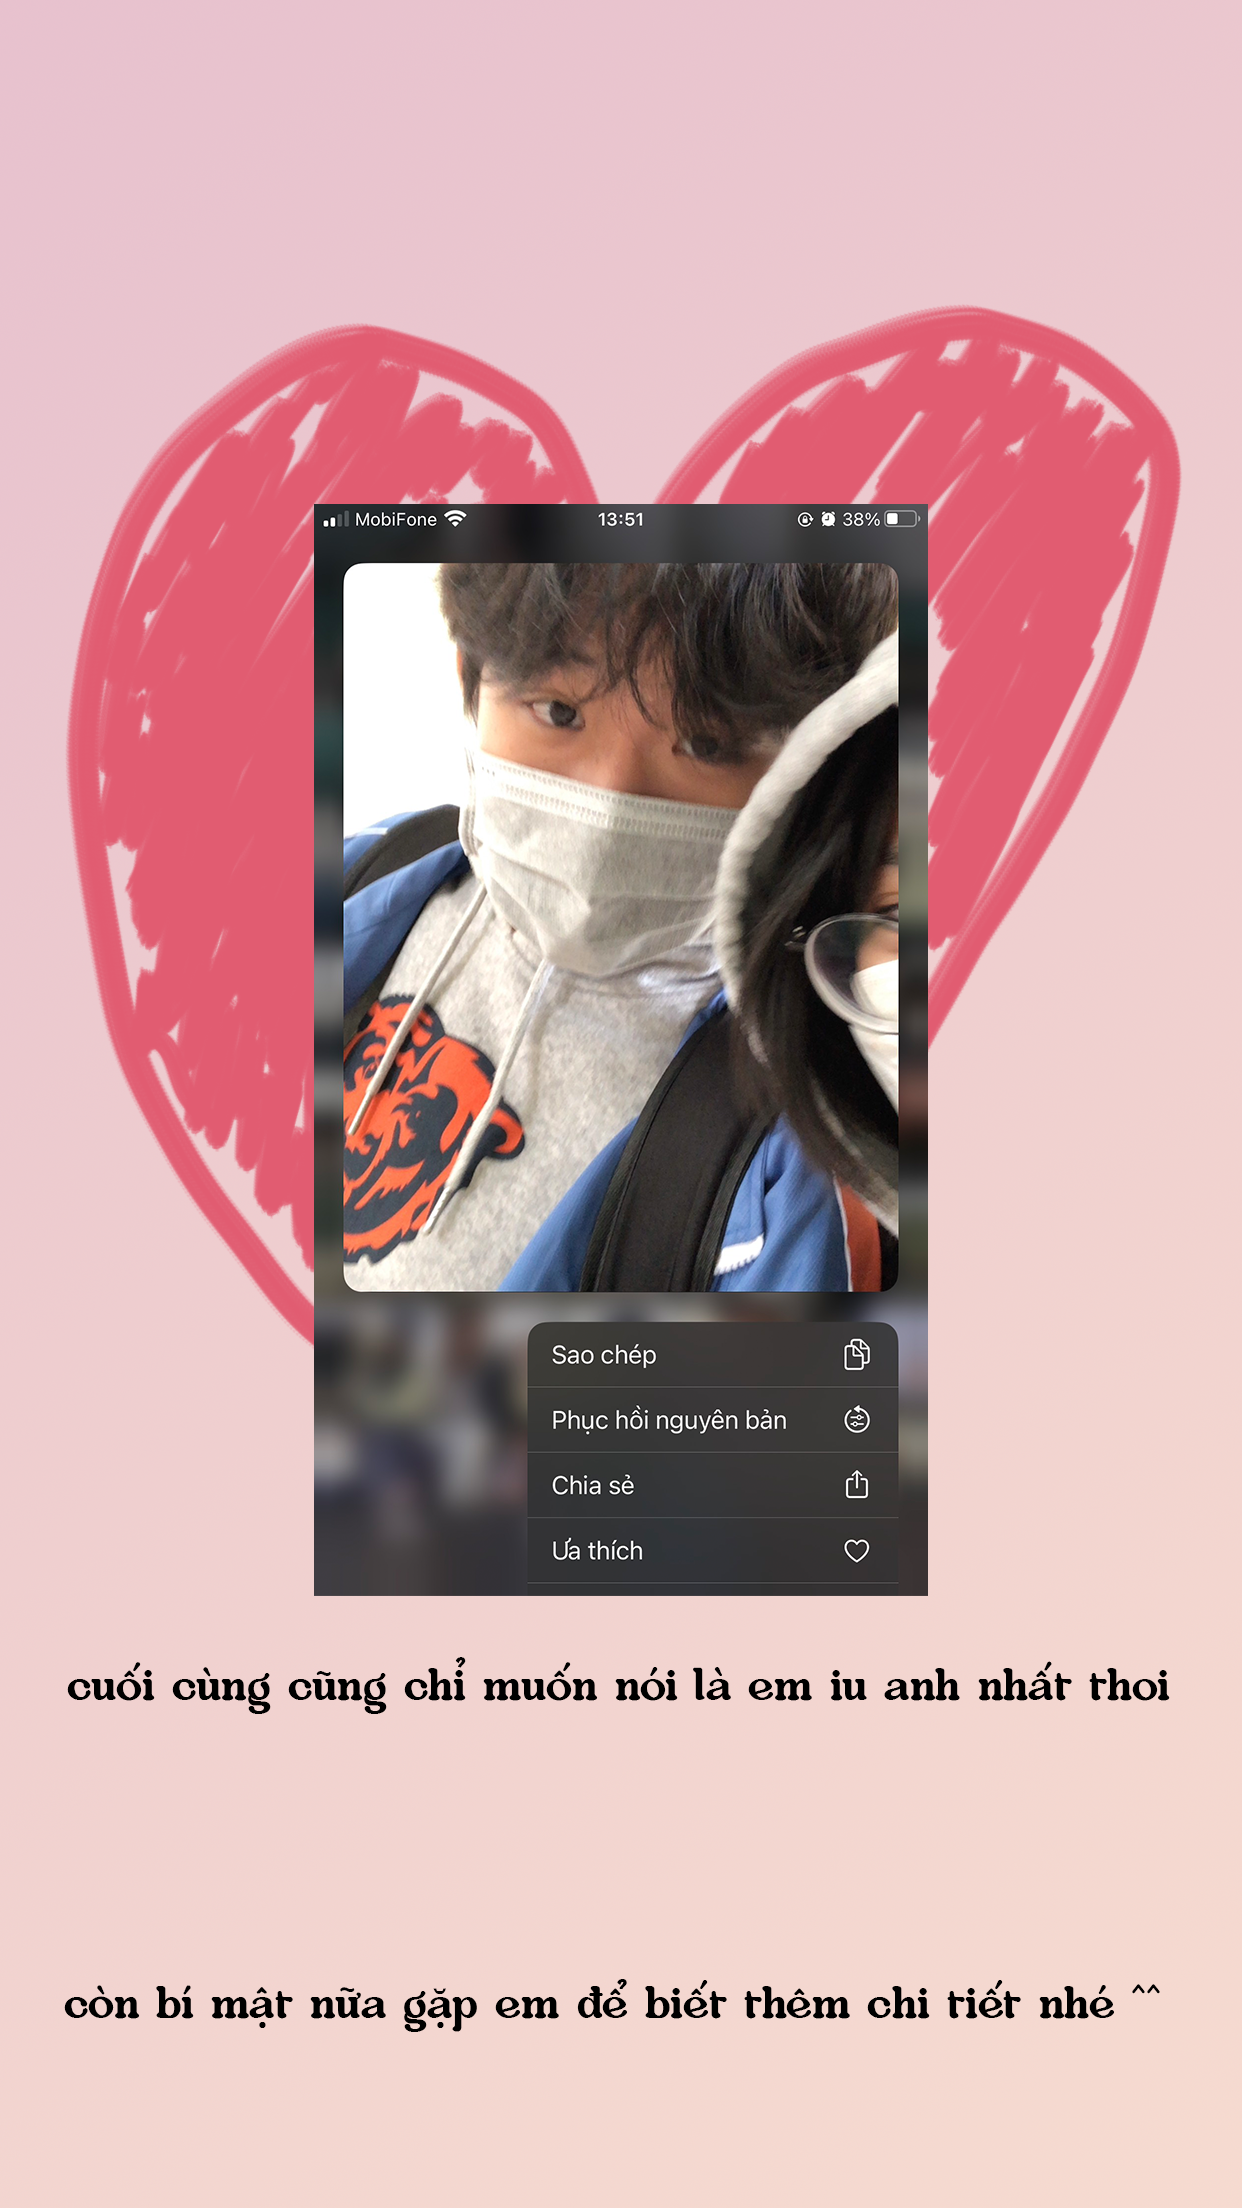 MobiFone 13:51 38%
Sao chép
Phục hồi nguyên bản
Chia sẻ
Ưa thích
cuối cùng cũng chỉ muốn nói là em iu anh nhất thoi
còn bí mật nữa gặp em để biết thêm chi tiết nhé ^^